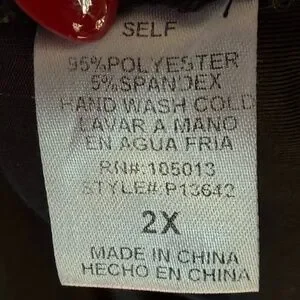 SELF
95%POLYESTER
5%SPANDEX
HAND WASH COLD
LAVAR A MANO
EN AGUA FRIA
RN#:105013
STYLE# P13642
2X
MADE IN CHINA
HECHO EN CHINA